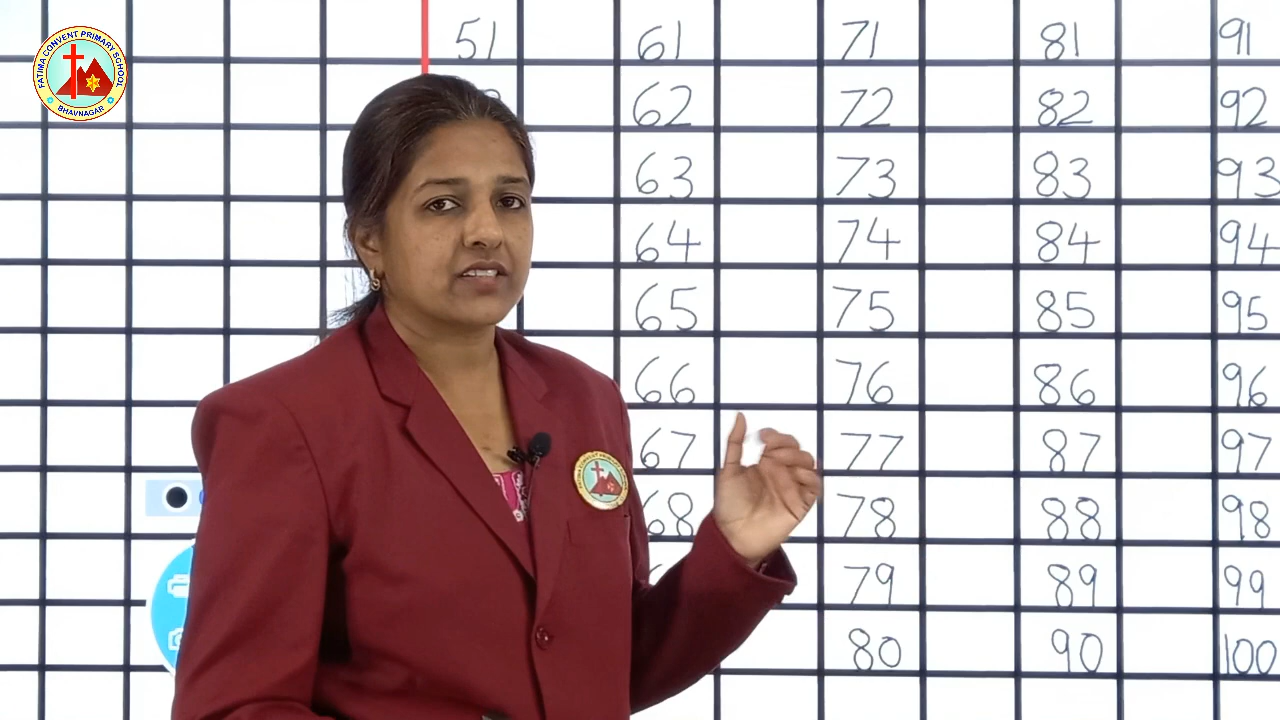 FATIMA CONVENT PRIMARY SCHOOL
BHAVNAGAR
51 61 71 81 91
62 72 82 92
63 73 83 93
64 74 84 94
65 75 85 95
66 76 86 96
67 77 87 97
68 78 88 98
79 89 99
80 90 100